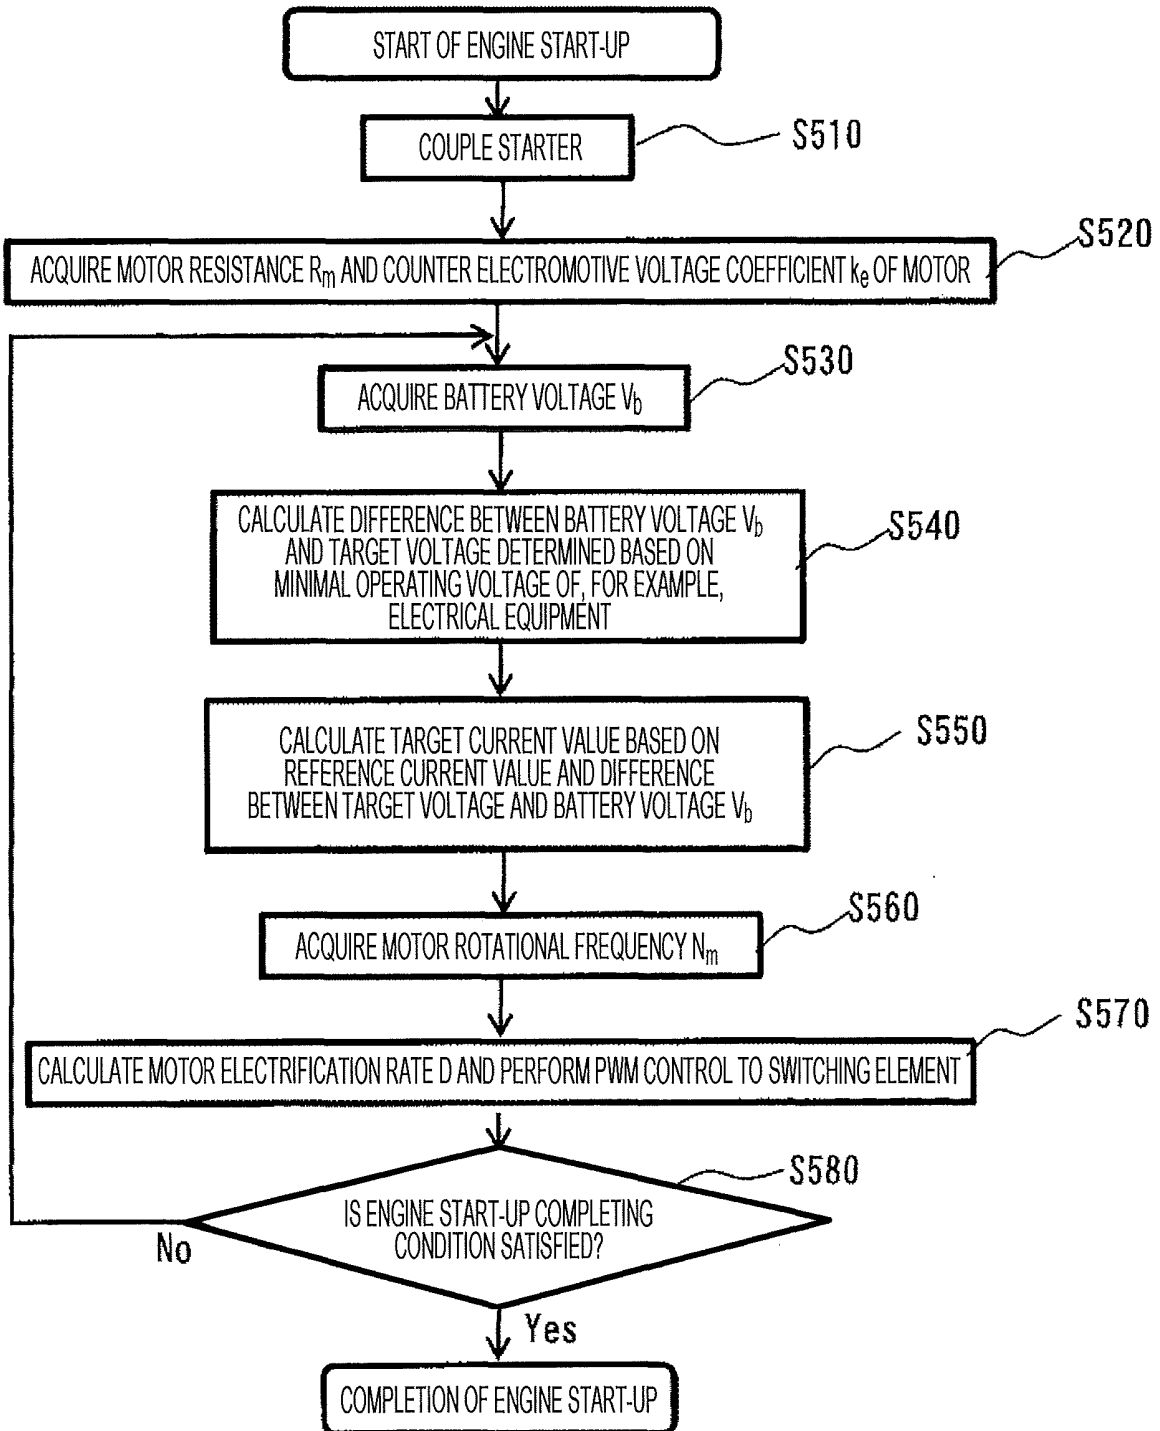 START OF ENGINE START-UP
COUPLE STARTER
S510
S520
ACQUIRE MOTOR RESISTANCE Rm AND COUNTER ELECTROMOTIVE VOLTAGE COEFFICIENT ke OF MOTOR
S530
ACQUIRE BATTERY VOLTAGE Vb
CALCULATE DIFFERENCE BETWEEN BATTERY VOLTAGE Vb
AND TARGET VOLTAGE DETERMINED BASED ON
MINIMAL OPERATING VOLTAGE OF, FOR EXAMPLE,
ELECTRICAL EQUIPMENT
S540
CALCULATE TARGET CURRENT VALUE BASED ON
REFERENCE CURRENT VALUE AND DIFFERENCE
BETWEEN TARGET VOLTAGE AND BATTERY VOLTAGE Vb
S550
S560
ACQUIRE MOTOR ROTATIONAL FREQUENCY Nm
S570
CALCULATE MOTOR ELECTRIFICATION RATE D AND PERFORM PWM CONTROL TO SWITCHING ELEMENT
S580
IS ENGINE START-UP COMPLETING
CONDITION SATISFIED?
No
Yes
COMPLETION OF ENGINE START-UP